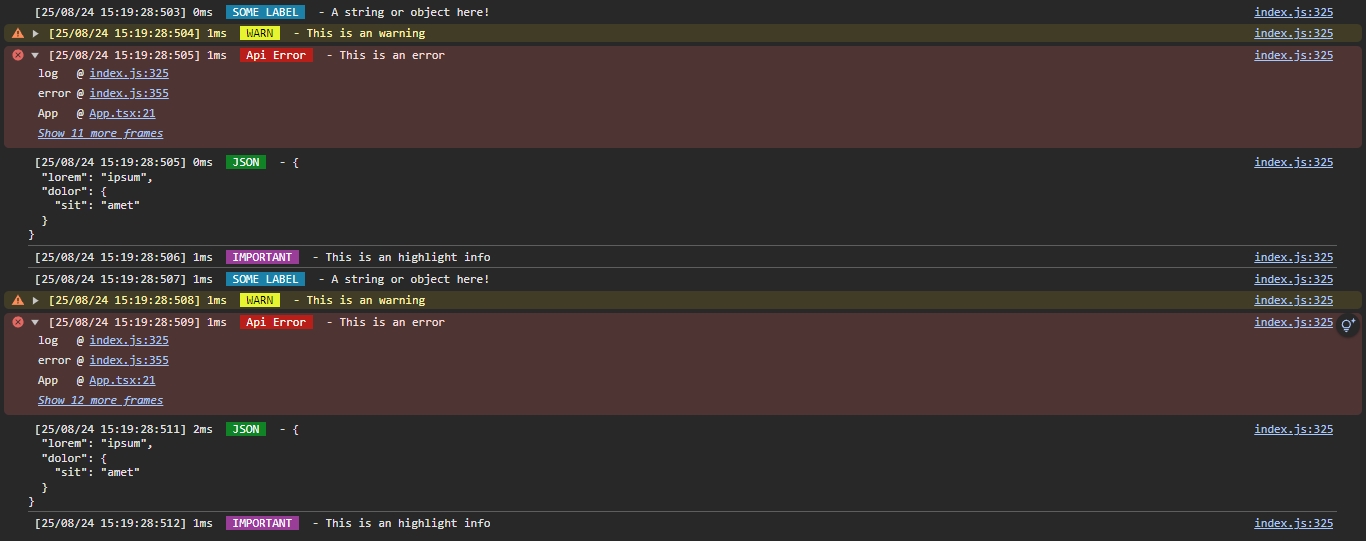 [25/08/24 15:19:28:503] 0ms SOME LABEL - A string or object here! index.js:325
[25/08/24 15:19:28:504] 1ms WARN - This is an warning index.js:325
[25/08/24 15:19:28:505] 1ms Api Error - This is an error index.js:325
log @ index.js:325
error @ index.js:355
App @ App.tsx:21
Show 11 more frames
[25/08/24 15:19:28:505] 0ms JSON - { index.js:325
"lorem": "ipsum",
"dolor": {
"sit": "amet"
}
}
[25/08/24 15:19:28:506] 1ms IMPORTANT - This is an highlight info index.js:325
[25/08/24 15:19:28:507] 1ms SOME LABEL - A string or object here! index.js:325
[25/08/24 15:19:28:508] 1ms WARN - This is an warning index.js:325
[25/08/24 15:19:28:509] 1ms Api Error - This is an error index.js:325
log @ index.js:325
error @ index.js:355
App @ App.tsx:21
Show 12 more frames
[25/08/24 15:19:28:511] 2ms JSON - { index.js:325
"lorem": "ipsum",
"dolor": {
"sit": "amet"
}
}
[25/08/24 15:19:28:512] 1ms IMPORTANT - This is an highlight info index.js:325